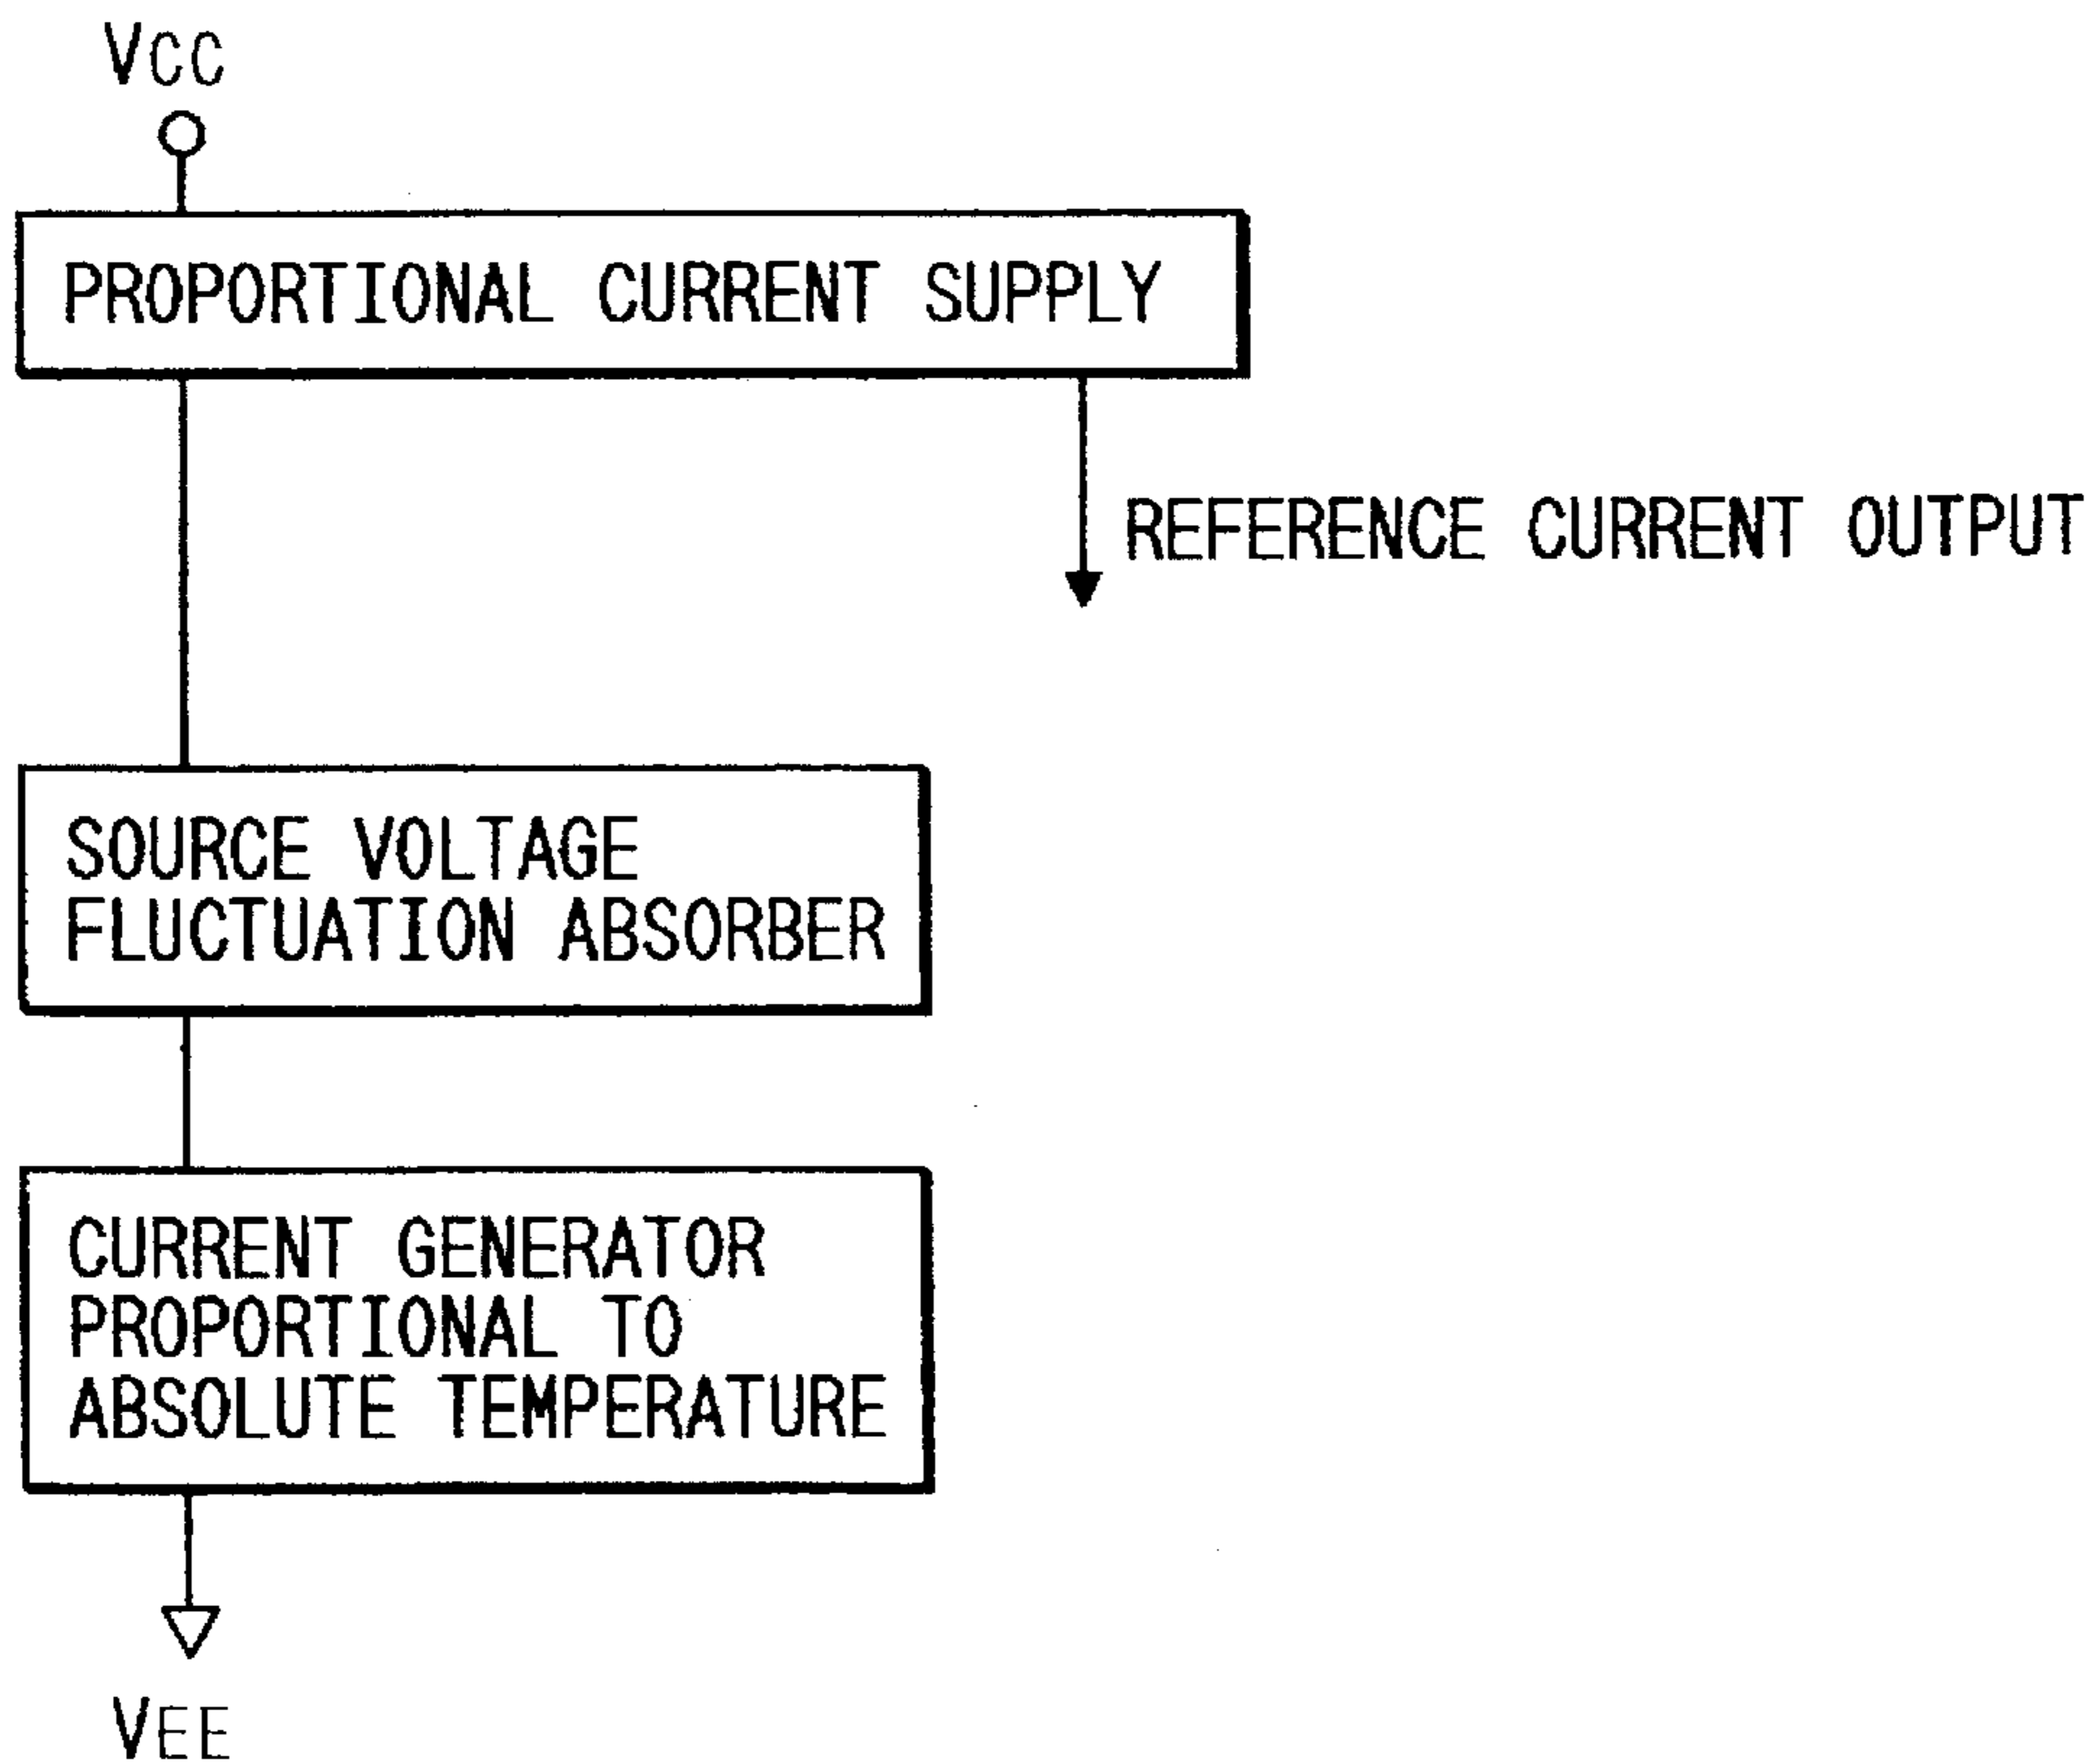 VCC
PROPORTIONAL CURRENT SUPPLY
REFERENCE CURRENT OUTPUT
SOURCE VOLTAGE
FLUCTUATION ABSORBER
CURRENT GENERATOR
PROPORTIONAL TO
ABSOLUTE TEMPERATURE
VEE